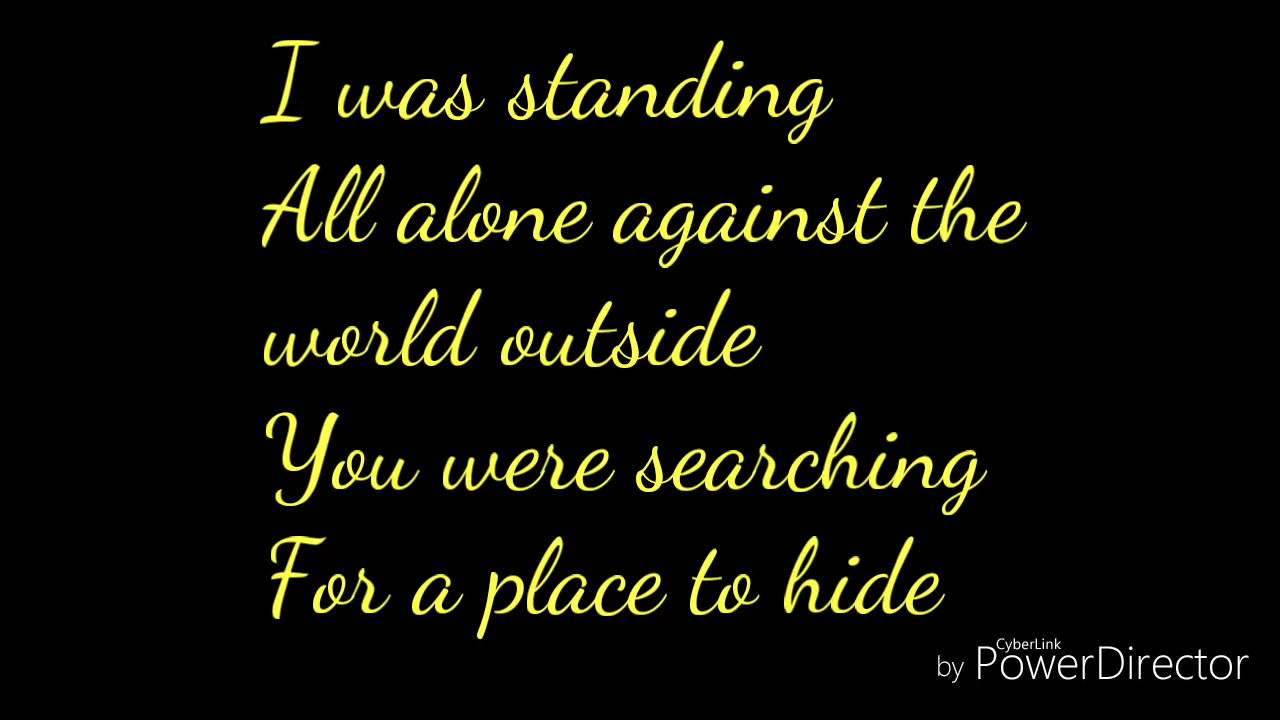 I was standing
All alone against the
world outside
You were searching
For a place to hide
CyberLink
by PowerDirector